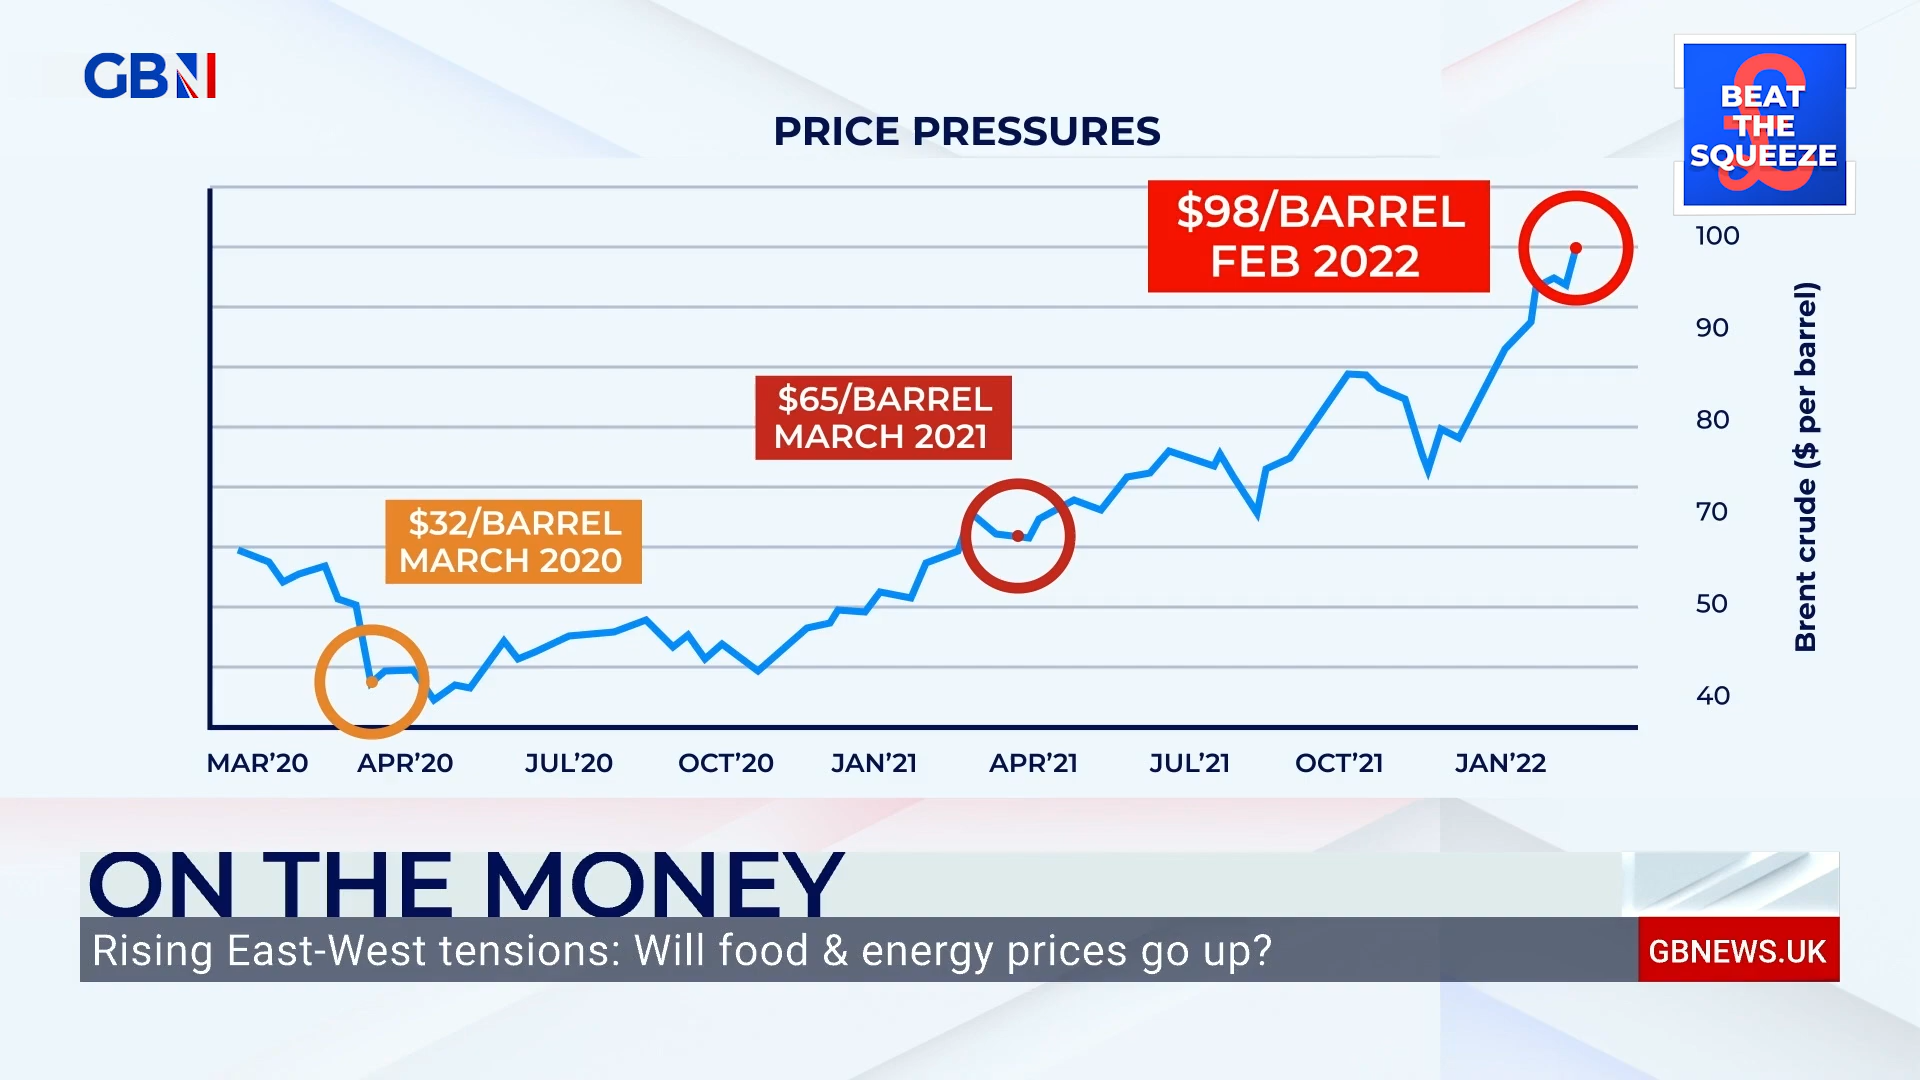 GBN
BEAT
THE
SQUEEZE
PRICE PRESSURES
$98/BARREL
FEB 2022
$65/BARREL
MARCH 2021
$32/BARREL
MARCH 2020
100
90
80
70
50
40
Brent crude ($ per barrel)
MAR’20 APR’20 JUL’20 OCT’20 JAN’21 APR’21 JUL’21 OCT’21 JAN’22
ON THE MONEY
Rising East-West tensions: Will food & energy prices go up?
GBNEWS.UK